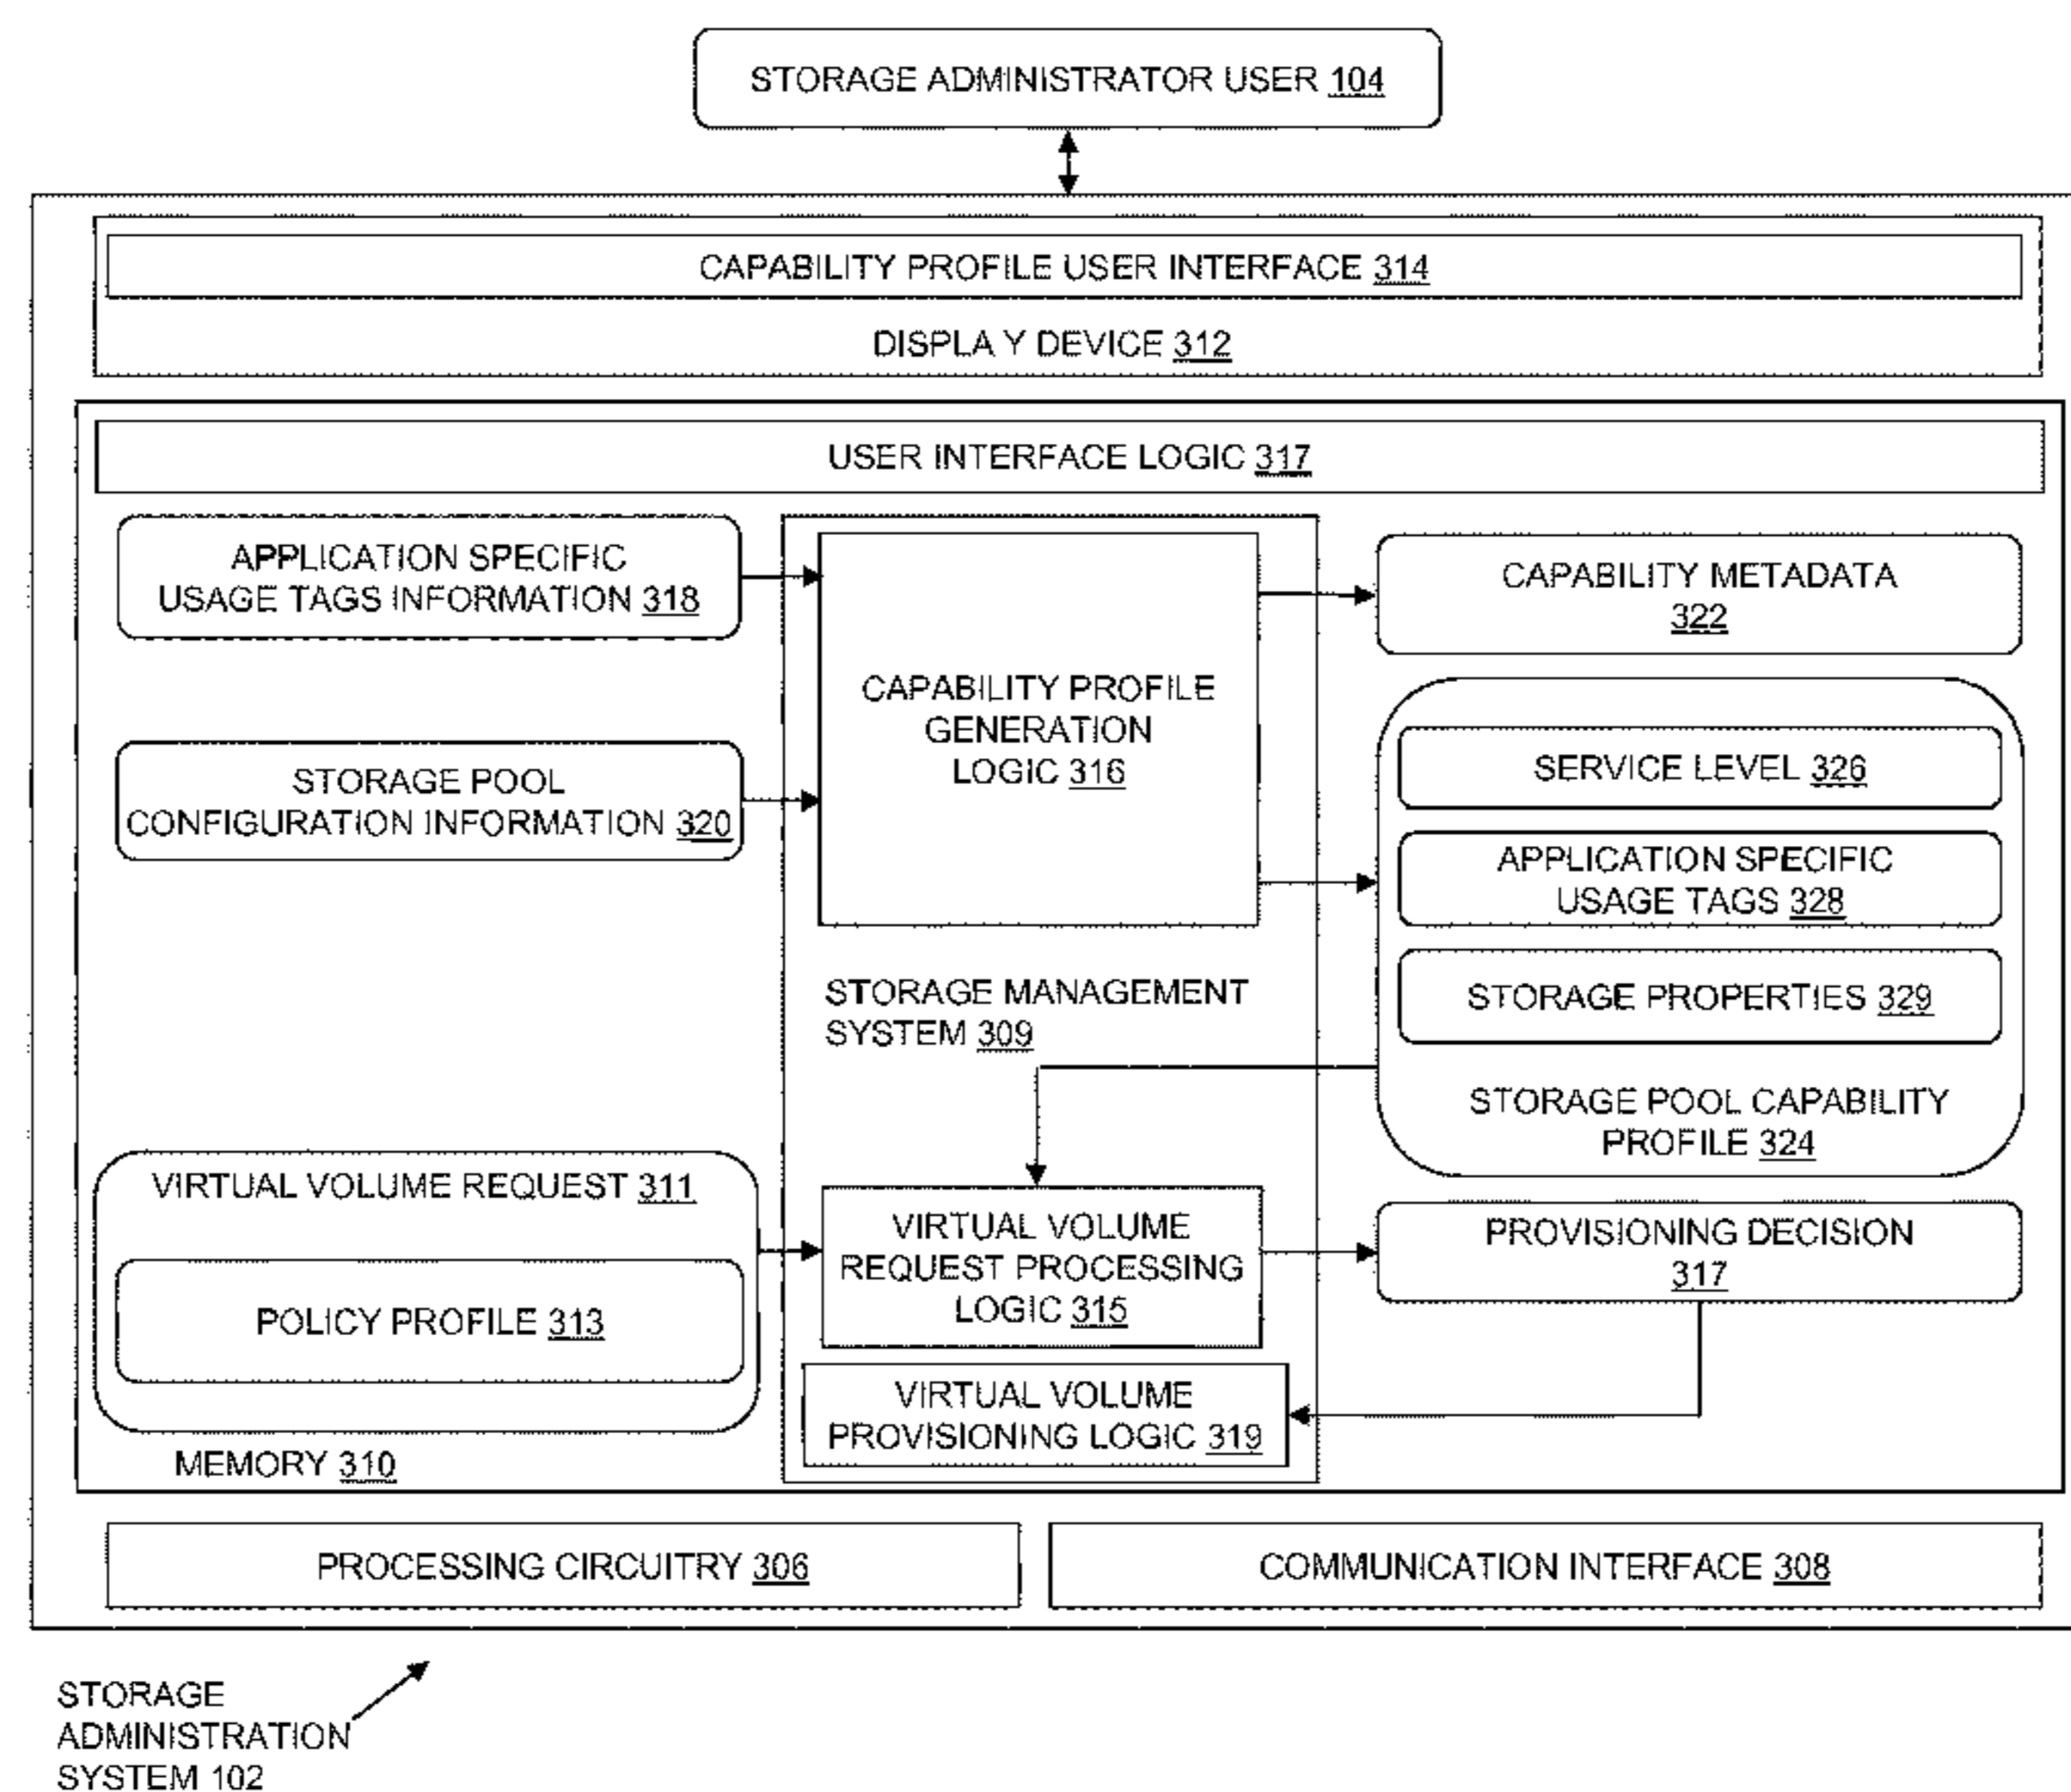 STORAGE ADMINISTRATOR USER 104
CAPABILITY PROFILE USER INTERFACE 314
DISPLAY DEVICE 312
USER INTERFACE LOGIC 317
APPLICATION SPECIFIC
USAGE TAGS INFORMATION 318
STORAGE POOL
CONFIGURATION INFORMATION 320
CAPABILITY PROFILE
GENERATION
LOGIC 316
CAPABILITY METADATA
322
SERVICE LEVEL 326
APPLICATION SPECIFIC
USAGE TAGS 328
STORAGE PROPERTIES 329
STORAGE POOL CAPABILITY
PROFILE 324
STORAGE MANAGEMENT
SYSTEM 309
VIRTUAL VOLUME REQUEST 311
POLICY PROFILE 313
VIRTUAL VOLUME
REQUEST PROCESSING
LOGIC 315
PROVISIONING DECISION
317
VIRTUAL VOLUME
PROVISIONING LOGIC 319
MEMORY 310
PROCESSING CIRCUITRY 306
COMMUNICATION INTERFACE 308
STORAGE
ADMINISTRATION
SYSTEM 102